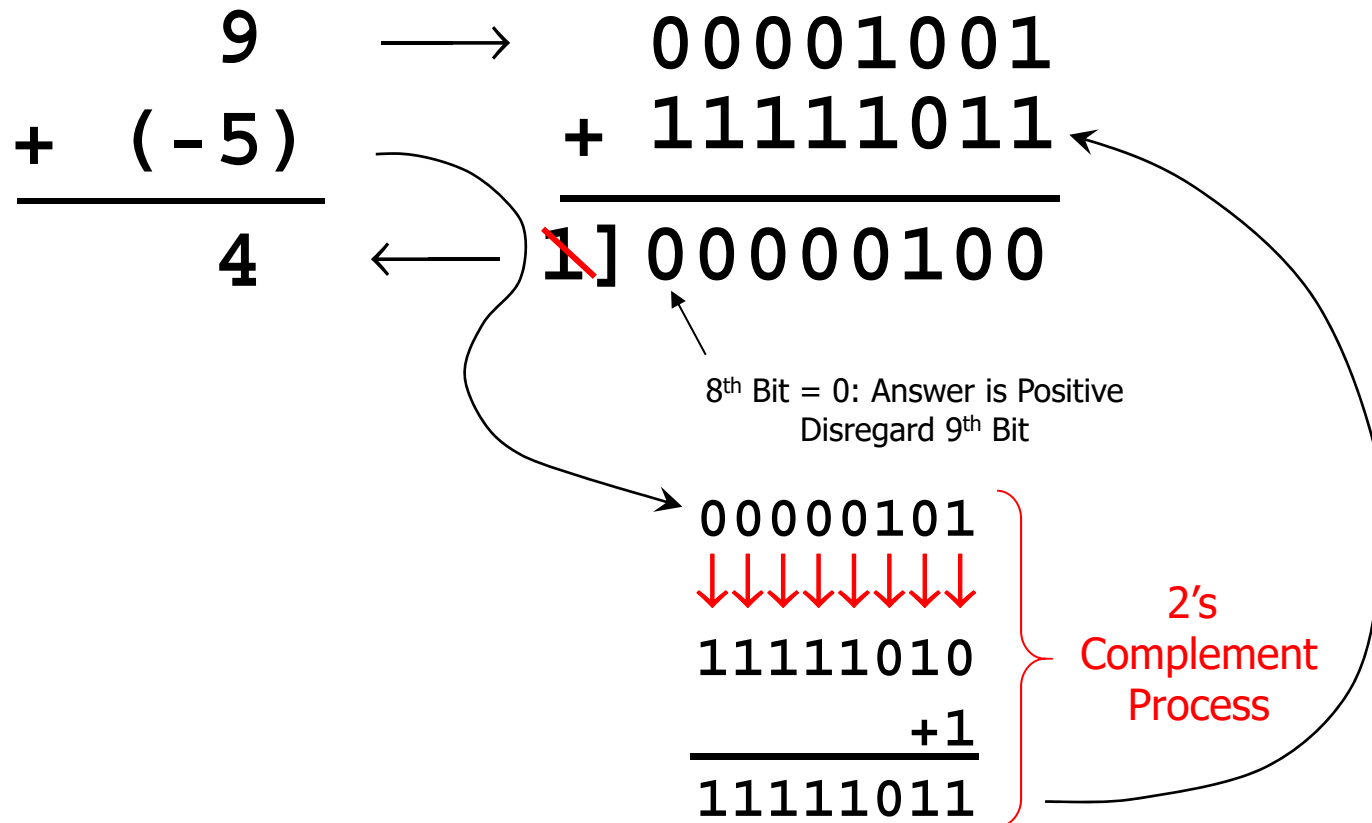 9 → 00001001
+ (-5) + 11111011
4 ← 1] 00000100
8th Bit = 0: Answer is Positive
Disregard 9th Bit
00000101
↓↓↓↓↓↓↓↓
11111010
+1
11111011
2's
Complement
Process